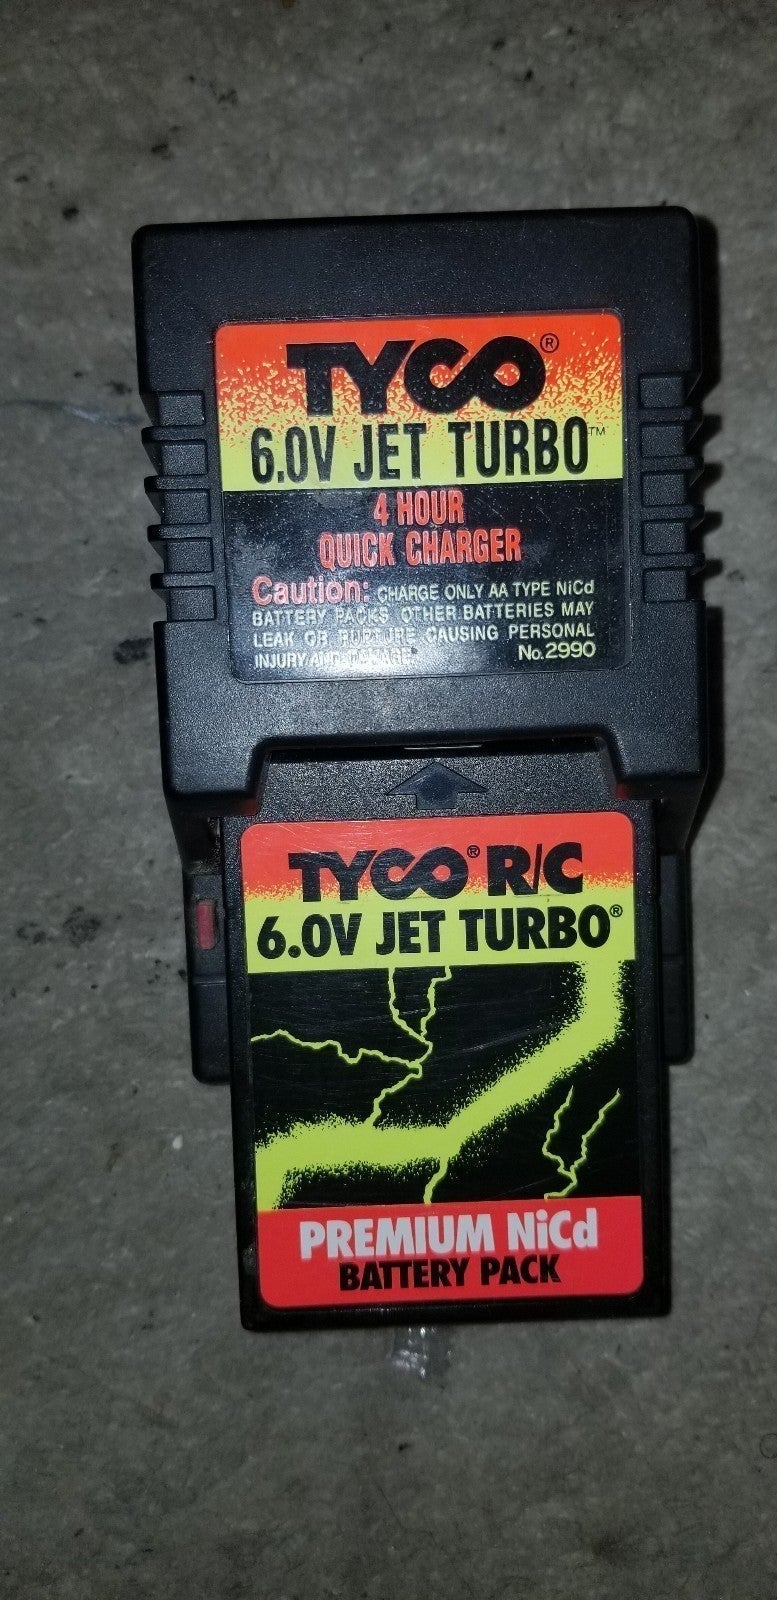 TYCO®
6.0V JET TURBO™
4 HOUR
QUICK CHARGER
Caution: CHARGE ONLY AA TYPE NiCd
BATTERY PACKS OTHER BATTERIES MAY
LEAK OR RUPTURE CAUSING PERSONAL
INJURY AND DAMAGE. No.2990
TYCO® R/C
6.0V JET TURBO®
PREMIUM NiCd
BATTERY PACK